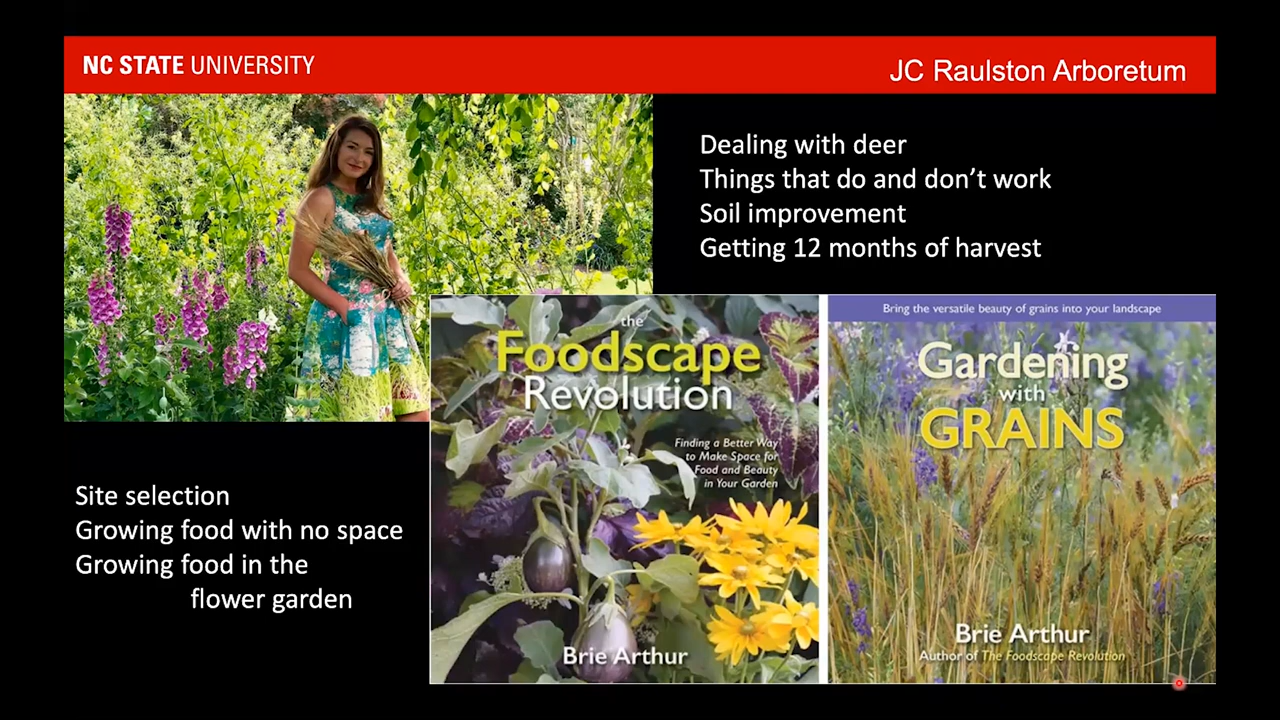 NC STATE UNIVERSITY
JC Raulston Arboretum
Dealing with deer
Things that do and don't work
Soil improvement
Getting 12 months of harvest
Site selection
Growing food with no space
Growing food in the
flower garden
the
Foodscape
Revolution
Finding a Better Way
to Make Space for
Food and Beauty
in Your Garden
Brie Arthur
Bring the versatile beauty of grains into your landscape
Gardening
with
GRAINS
Brie Arthur
Author of The Foodscape Revolution